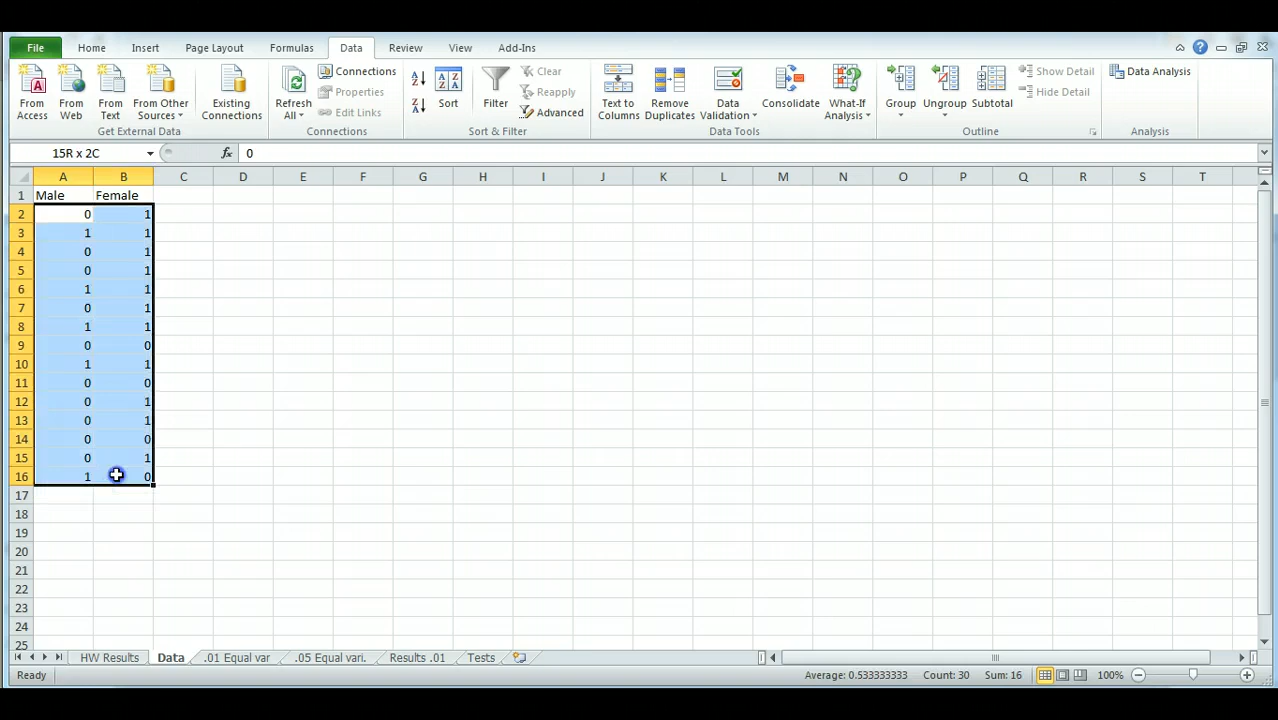 File Home Insert Page Layout Formulas Data Review View Add-Ins
From Access From Web From Text From Other Sources Existing Connections Refresh All Connections Properties Edit Links Sort Filter Clear Reapply Advanced Text to Columns Remove Duplicates Data Validation Consolidate What-If Analysis Group Ungroup Subtotal Show Detail Hide Detail Data Analysis
Get External Data Connections Sort & Filter Data Tools Outline Analysis
15R x 2C fx 0
A B C D E F G H I J K L M N O P Q R S T
1 Male Female
2 0 1
3 1 1
4 0 1
5 0 1
6 1 1
7 0 1
8 1 1
9 0 0
10 1 1
11 0 0
12 0 1
13 0 1
14 0 0
15 0 1
16 1 0
17
18
19
20
21
22
23
24
25
HW Results Data .01 Equal var .05 Equal vari. Results .01 Tests
Ready Average: 0.533333333 Count: 30 Sum: 16 100%